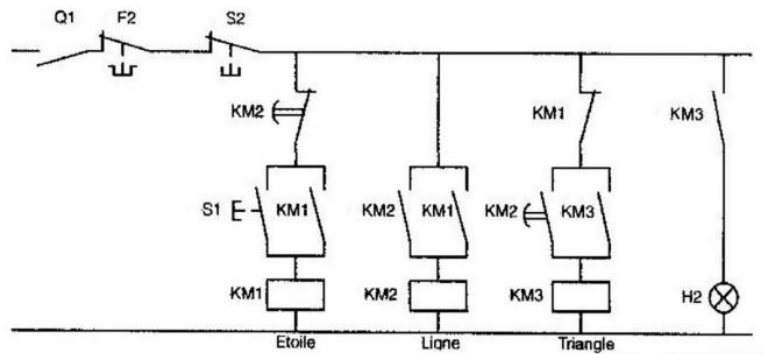 Q1 F2 S2
KM2 KM1 KM3
S1 KM1 KM2 KM1 KM2 KM3
KM1 KM2 KM3 H2
Etoile Ligne Triangle